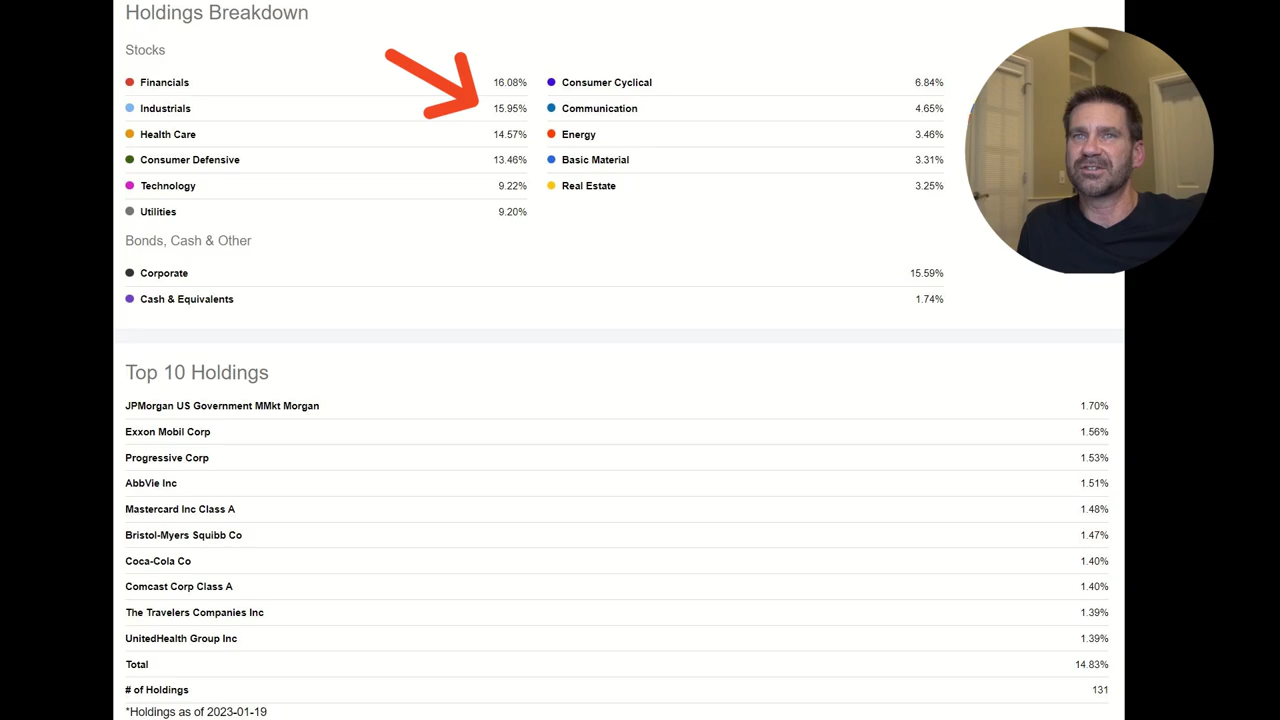 Holdings Breakdown
Stocks
Financials 16.08% Consumer Cyclical 6.84%
Industrials 15.95% Communication 4.65%
Health Care 14.57% Energy 3.46%
Consumer Defensive 13.46% Basic Material 3.31%
Technology 9.22% Real Estate 3.25%
Utilities 9.20%
Bonds, Cash & Other
Corporate 15.59%
Cash & Equivalents 1.74%
Top 10 Holdings
JPMorgan US Government MMkt Morgan 1.70%
Exxon Mobil Corp 1.56%
Progressive Corp 1.53%
AbbVie Inc 1.51%
Mastercard Inc Class A 1.48%
Bristol-Myers Squibb Co 1.47%
Coca-Cola Co 1.40%
Comcast Corp Class A 1.40%
The Travelers Companies Inc 1.39%
UnitedHealth Group Inc 1.39%
Total 14.83%
# of Holdings 131
*Holdings as of 2023-01-19